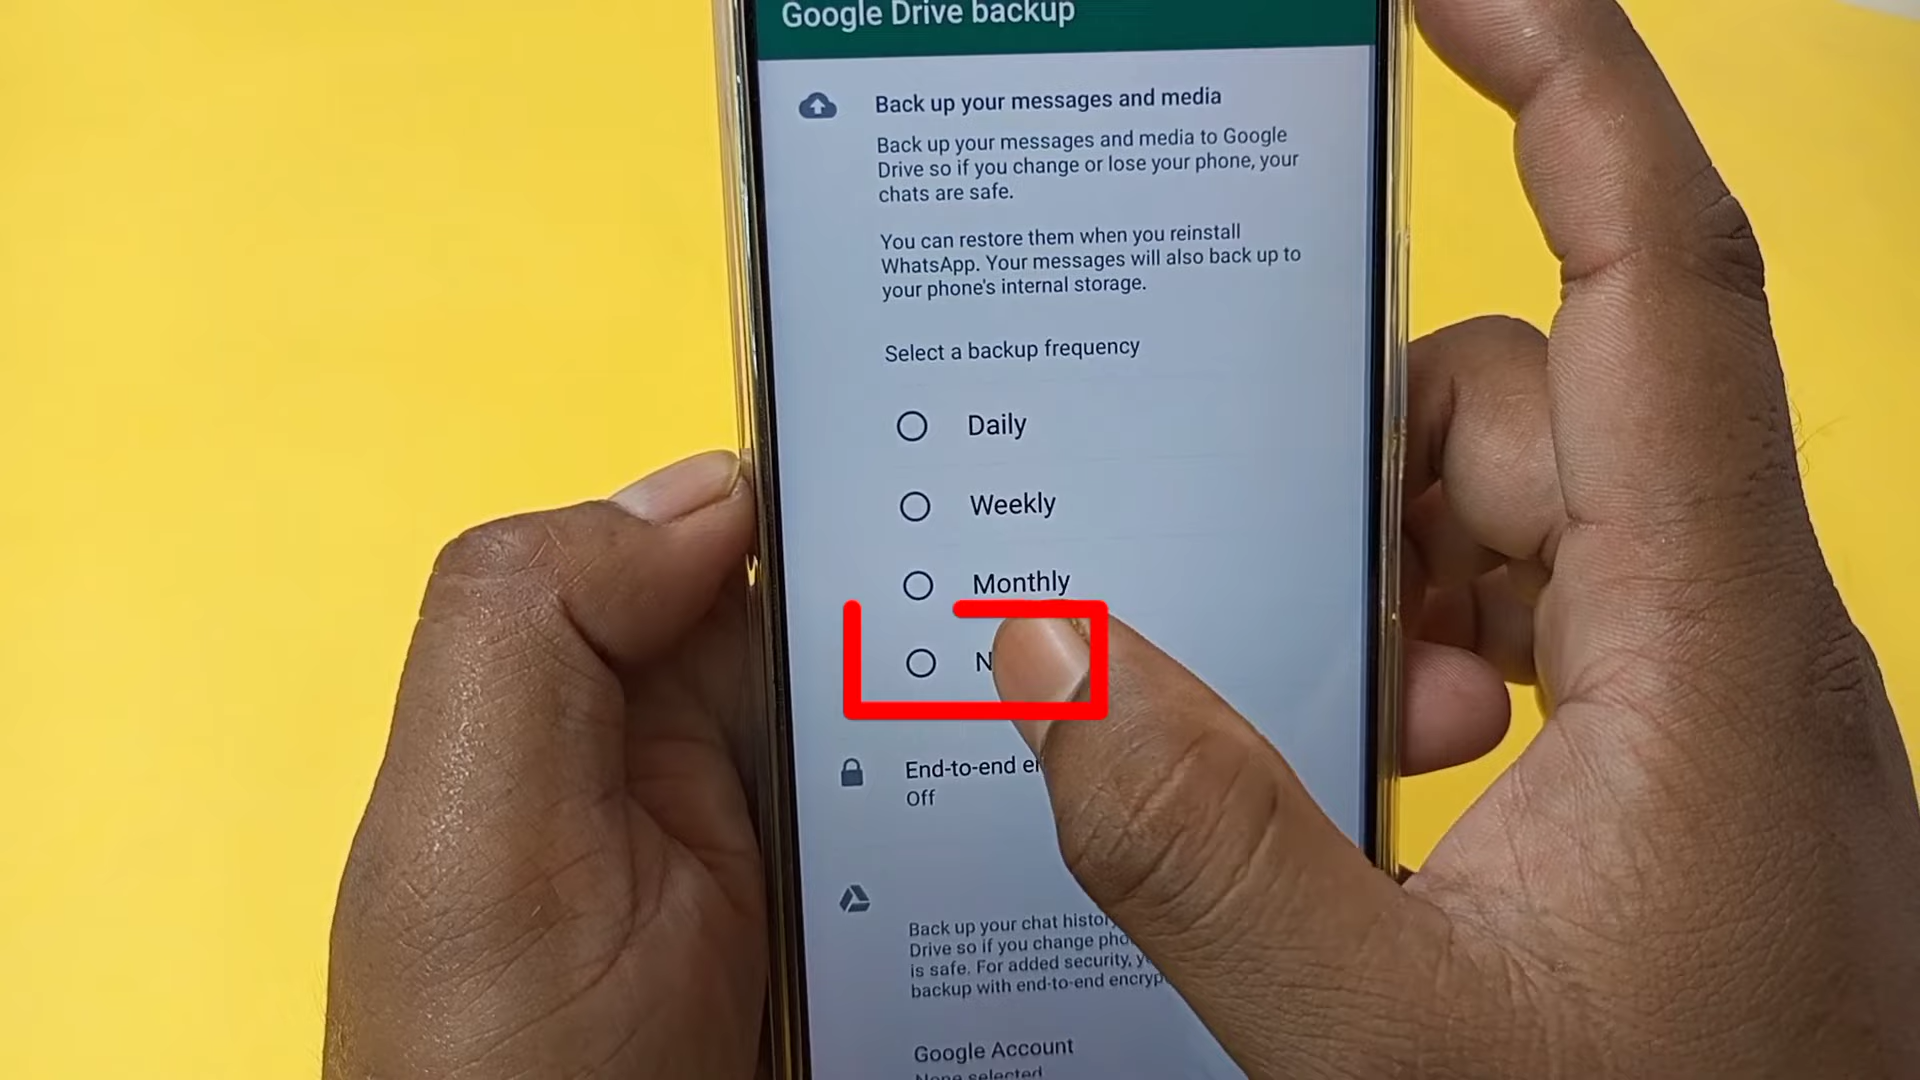 Google Drive backup
Back up your messages and media
Back up your messages and media to Google
Drive so if you change or lose your phone, your
chats are safe.
You can restore them when you reinstall
WhatsApp. Your messages will also back up to
your phone's internal storage.
Select a backup frequency
Daily
Weekly
Monthly
End-to-end
Off
Back up your chat
Drive so if you change
is safe. For added security,
backup with end-to-end
Google Account
None selected